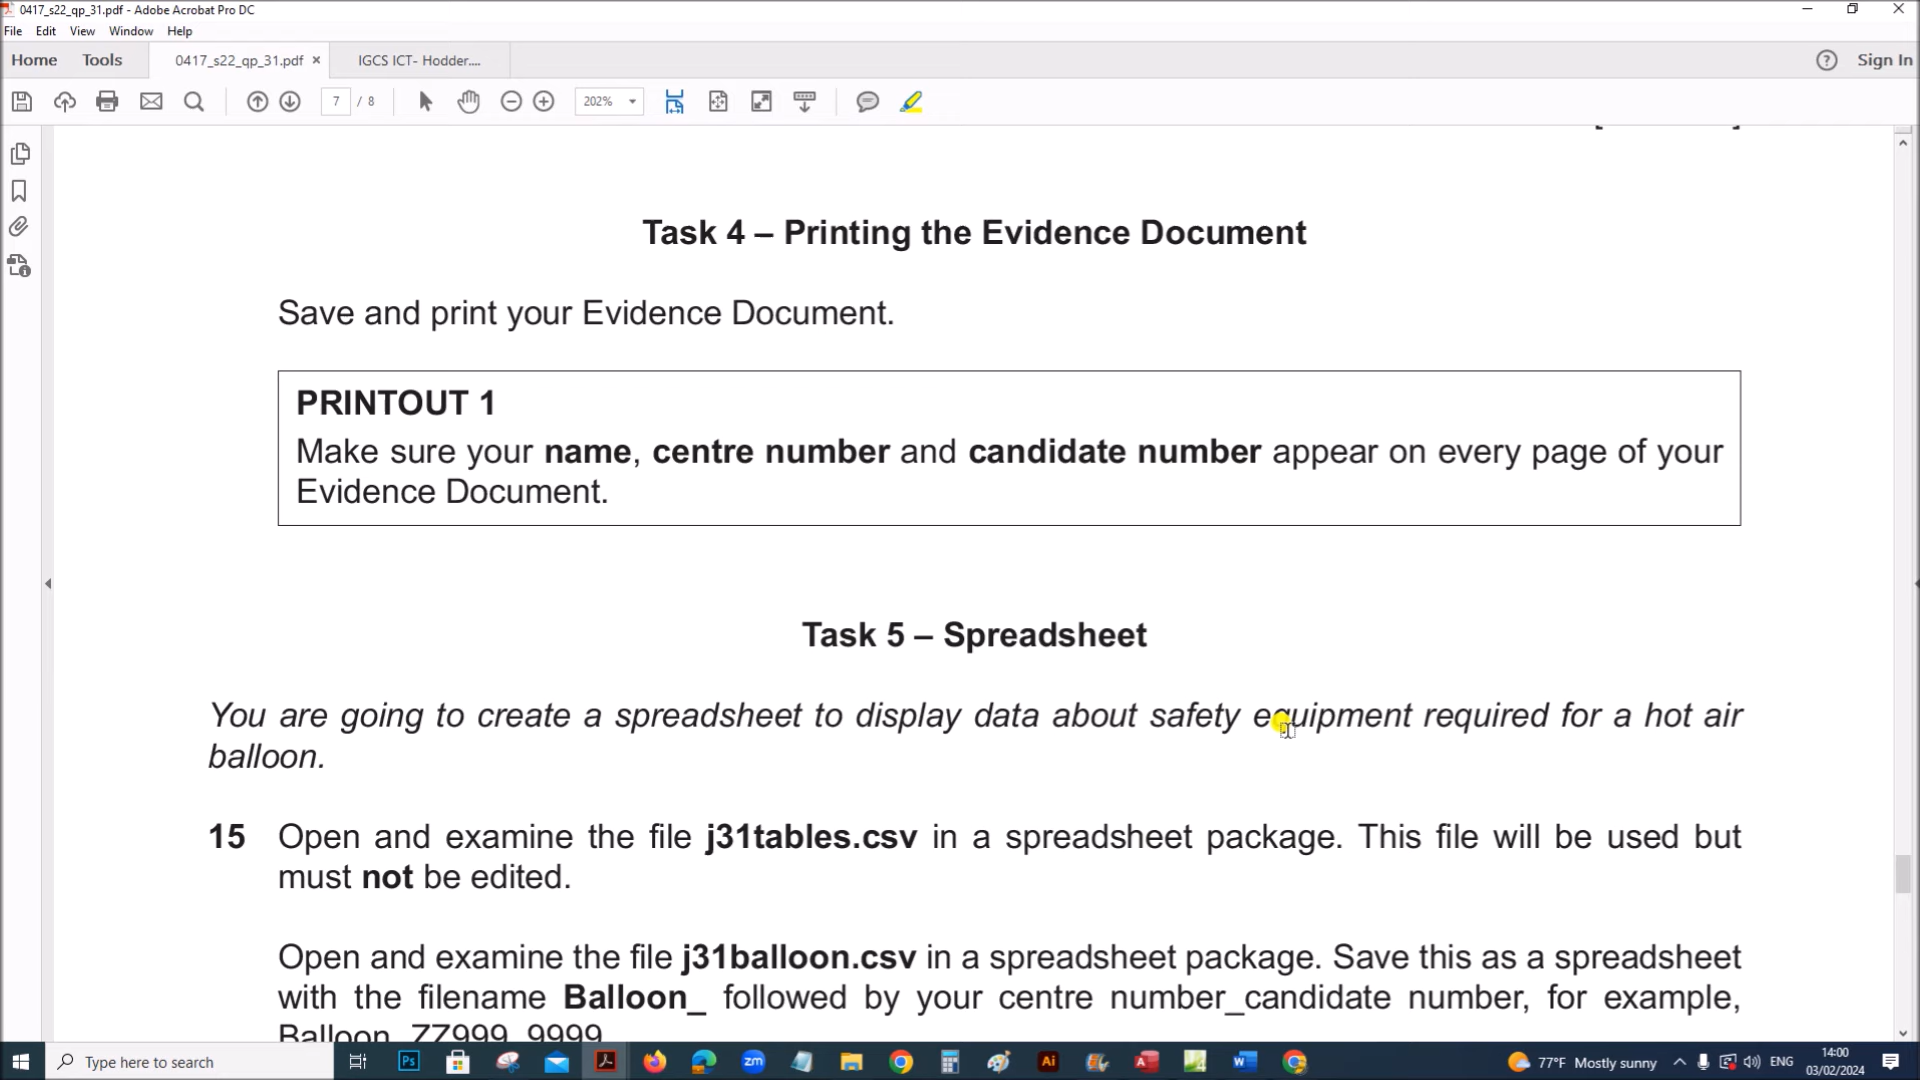 0417_s22_qp_31.pdf - Adobe Acrobat Pro DC
File Edit View Window Help
Home Tools 0417_s22_qp_31.pdf × IGCS ICT- Hodder.... Sign In
7 / 8 202%
Task 4 – Printing the Evidence Document
Save and print your Evidence Document.
PRINTOUT 1
Make sure your name, centre number and candidate number appear on every page of your
Evidence Document.
Task 5 – Spreadsheet
You are going to create a spreadsheet to display data about safety equipment required for a hot air
balloon.
15 Open and examine the file j31tables.csv in a spreadsheet package. This file will be used but
must not be edited.
Open and examine the file j31balloon.csv in a spreadsheet package. Save this as a spreadsheet
with the filename Balloon_ followed by your centre number_candidate number, for example,
Balloon_ZZ999_9999
Type here to search Ps zm Ai A W 77°F Mostly sunny ENG 14:00
03/02/2024